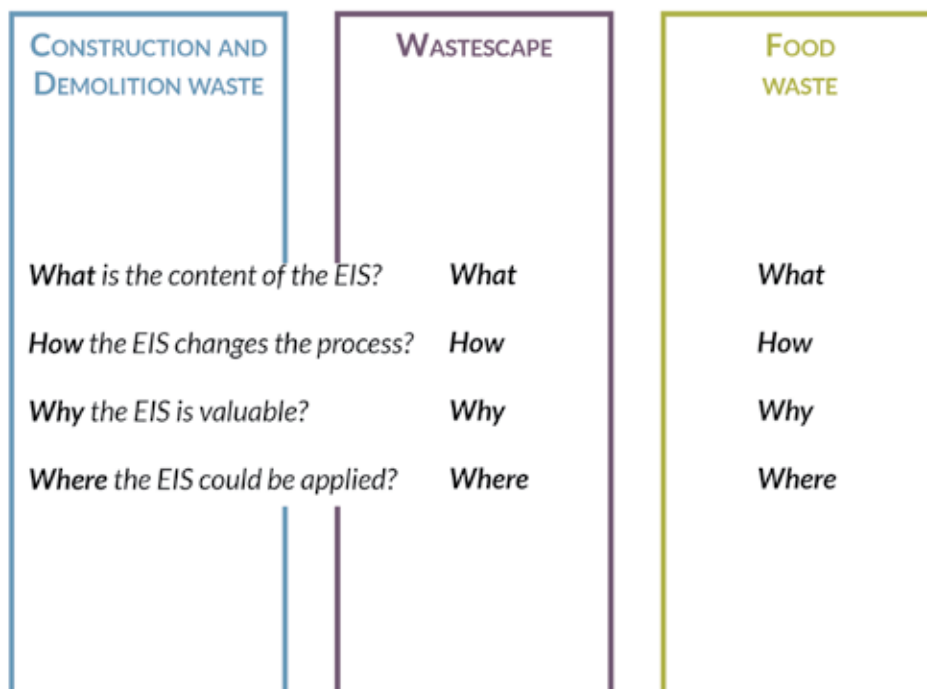 Construction and
Demolition waste
Wastescape
Food
waste
What is the content of the EIS?
What
What
How the EIS changes the process?
How
How
Why the EIS is valuable?
Why
Why
Where the EIS could be applied?
Where
Where